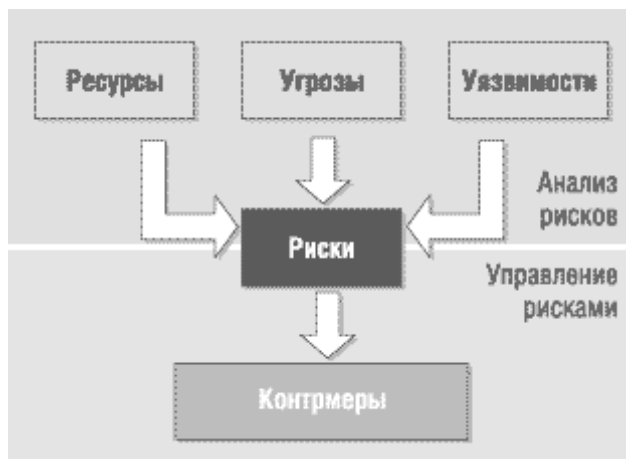 Ресурсы
Угрозы
Уязвимости
Анализ
рисков
Риски
Управление
рисками
Контрмеры